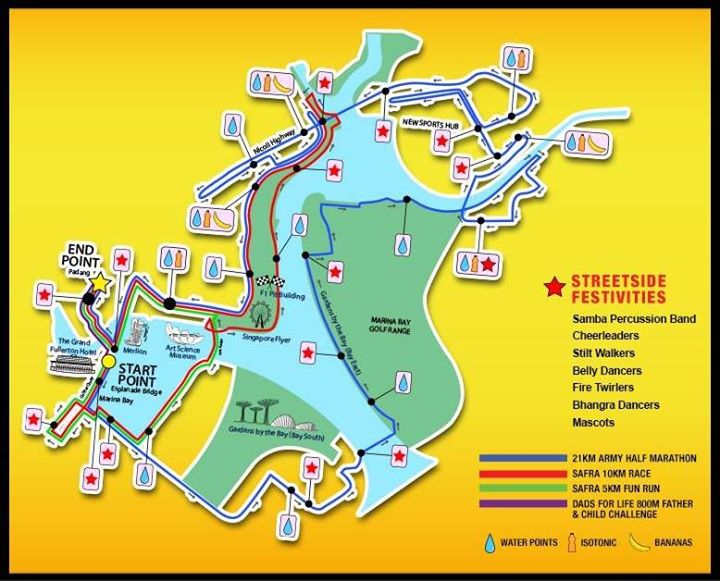 NEW SPORTS HUB
Nicoll Highway
END
POINT
Padang
F1 Pit Building
Gardens by the Bay (Bay East)
MARINA BAY
GOLF RANGE
The Grand
Fullerton Hotel
Merlion
Art Science
Museum
Singapore Flyer
START
POINT
Esplanade Bridge
Marina Bay
Gardens by the Bay (Bay South)
STREETSIDE
FESTIVITIES
Samba Percussion Band
Cheerleaders
Stilt Walkers
Belly Dancers
Fire Twirlers
Bhangra Dancers
Mascots
21KM ARMY HALF MARATHON
SAFRA 10KM RACE
SAFRA 5KM FUN RUN
DADS FOR LIFE 800M FATHER
& CHILD CHALLENGE
WATER POINTS
ISOTONIC
BANANAS